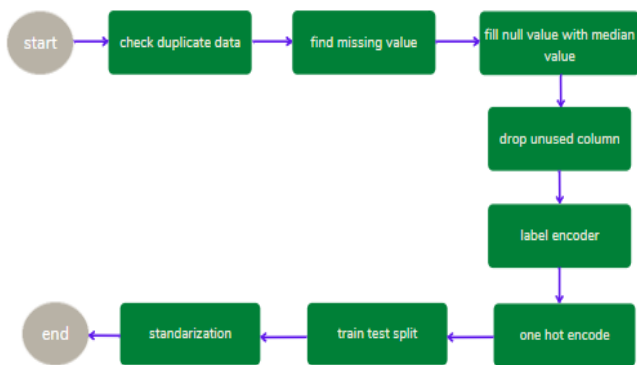 start
check duplicate data
find missing value
fill null value with median
value
drop unused column
label encoder
one hot encode
train test split
standarization
end